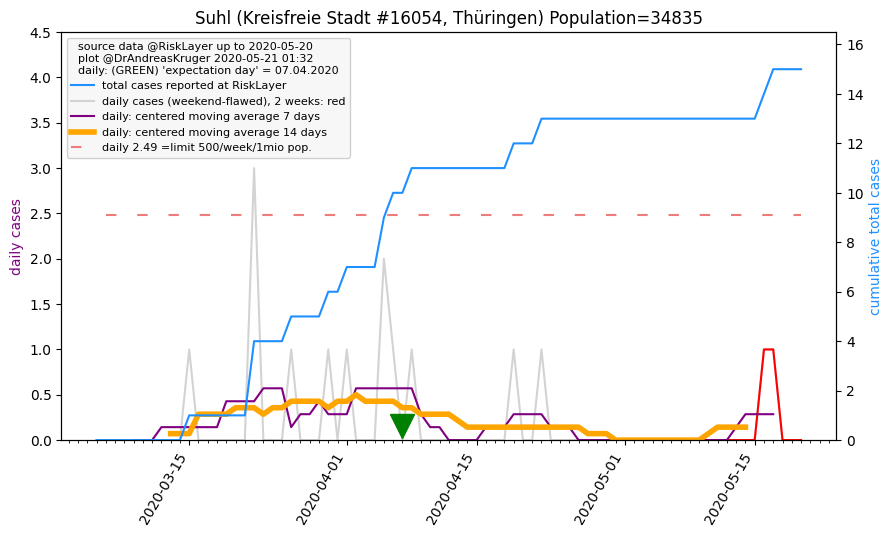 Suhl (Kreisfreie Stadt #16054, Thüringen) Population=34835
source data @RiskLayer up to 2020-05-20
plot @DrAndreasKruger 2020-05-21 01:32
daily: (GREEN) 'expectation day' = 07.04.2020
total cases reported at RiskLayer
daily cases (weekend-flawed), 2 weeks: red
daily: centered moving average 7 days
daily: centered moving average 14 days
daily 2.49 =limit 500/week/1mio pop.
daily cases
4.5
4.0
3.5
3.0
2.5
2.0
1.5
1.0
0.5
0.0
16
14
12
10
8
6
4
2
0
cumulative total cases
2020-03-15
2020-04-01
2020-04-15
2020-05-01
2020-05-15